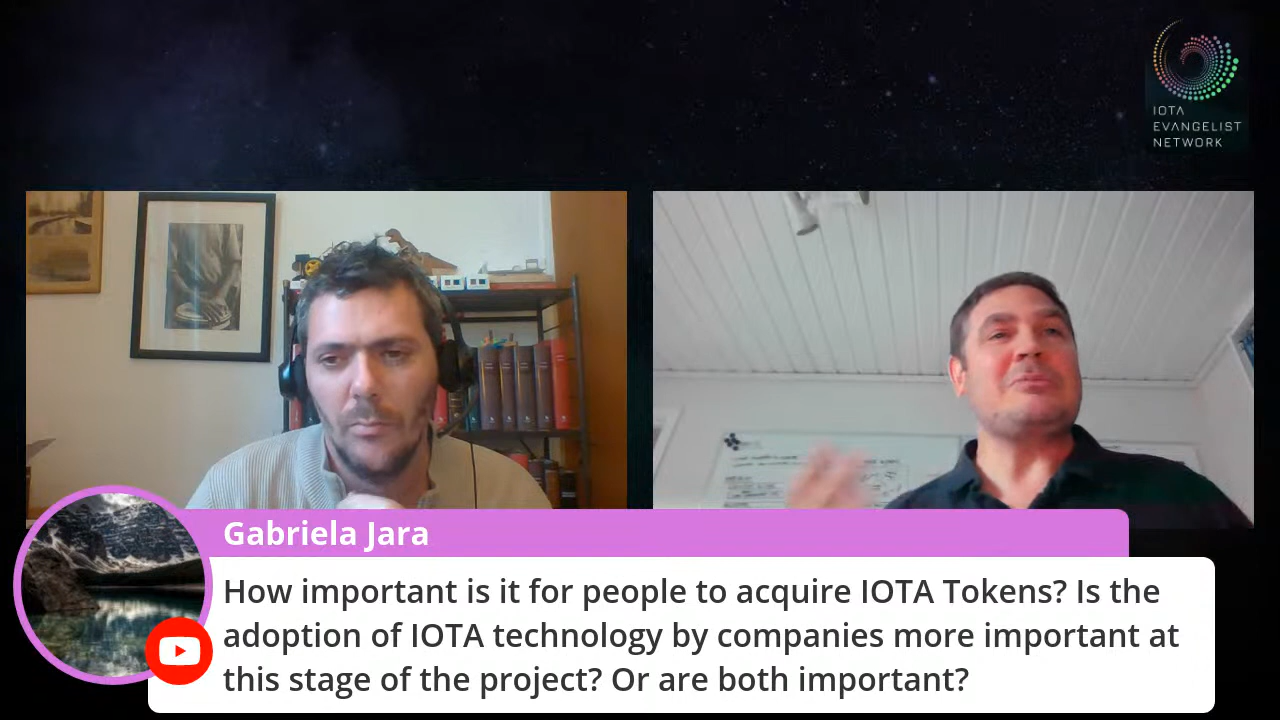 IOTA
EVANGELIST
NETWORK
Gabriela Jara
How important is it for people to acquire IOTA Tokens? Is the
adoption of IOTA technology by companies more important at
this stage of the project? Or are both important?